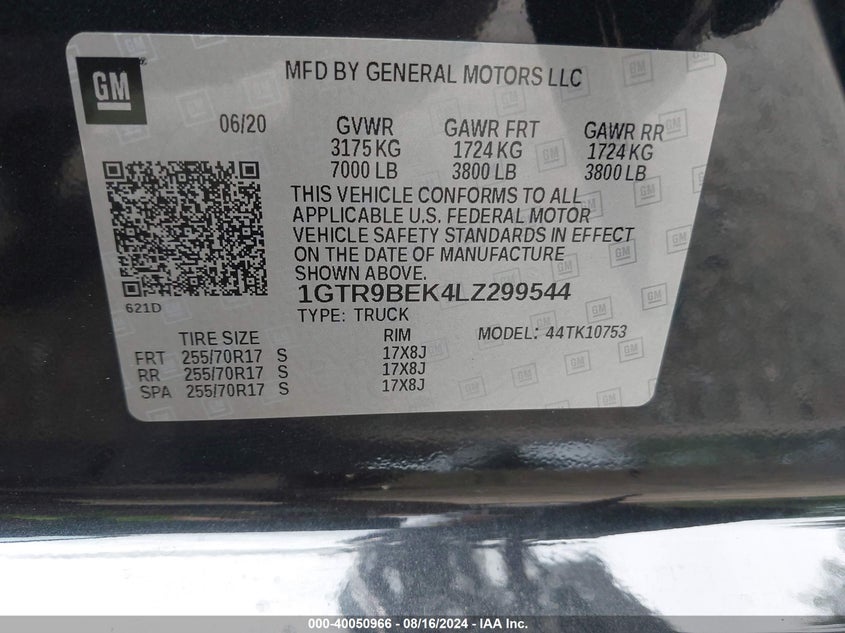 GM
MFD BY GENERAL MOTORS LLC
06/20 GVWR GAWR FRT GAWR RR
3175 KG 1724 KG 1724 KG
7000 LB 3800 LB 3800 LB
THIS VEHICLE CONFORMS TO ALL
APPLICABLE U.S. FEDERAL MOTOR
VEHICLE SAFETY STANDARDS IN EFFECT
ON THE DATE OF MANUFACTURE
SHOWN ABOVE.
1GTR9BEK4LZ299544
621D
TYPE: TRUCK
TIRE SIZE RIM MODEL: 44TK10753
FRT 255/70R17 S 17X8J
RR 255/70R17 S 17X8J
SPA 255/70R17 S 17X8J
000-40050966 - 08/16/2024 - IAA Inc.